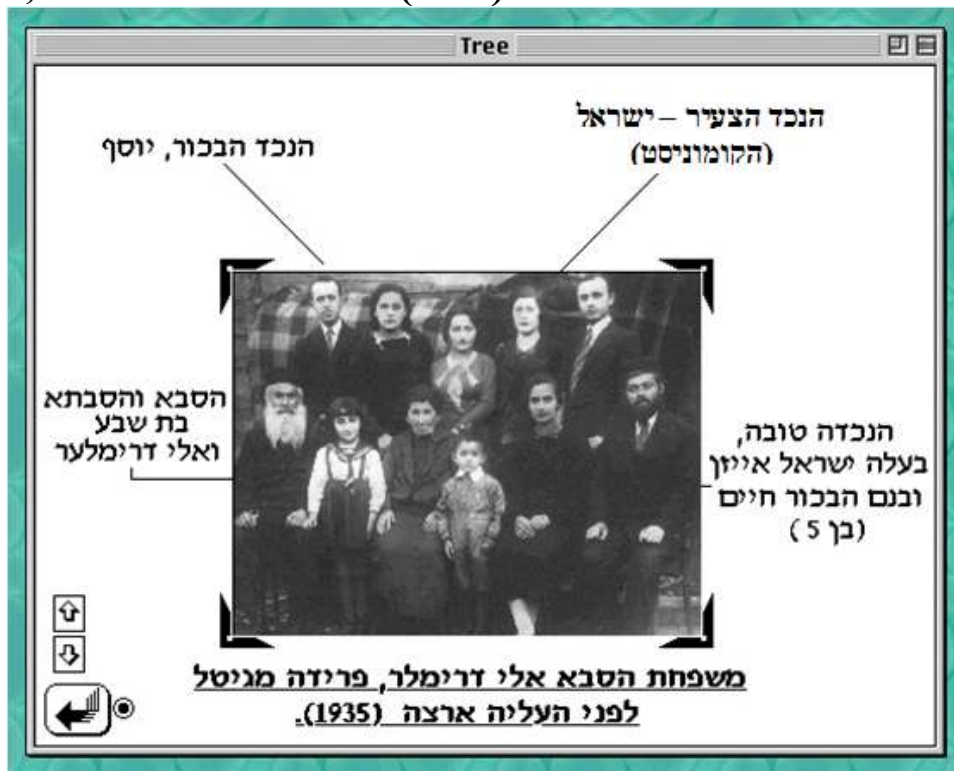 Tree
הנכד הצעיר – ישראל
(הקומוניסט)
הנכד הבכור, יוסף
הסבא והסבתא
בת שבע
ואלי דרימלער
הנכדה טובה,
בעלה ישראל אייזן
ובנם הבכור חיים
(בן 5 )
משפחת הסבא אלי דרימלר, פרידה מגיטל
לפני העליה ארצה (1935).